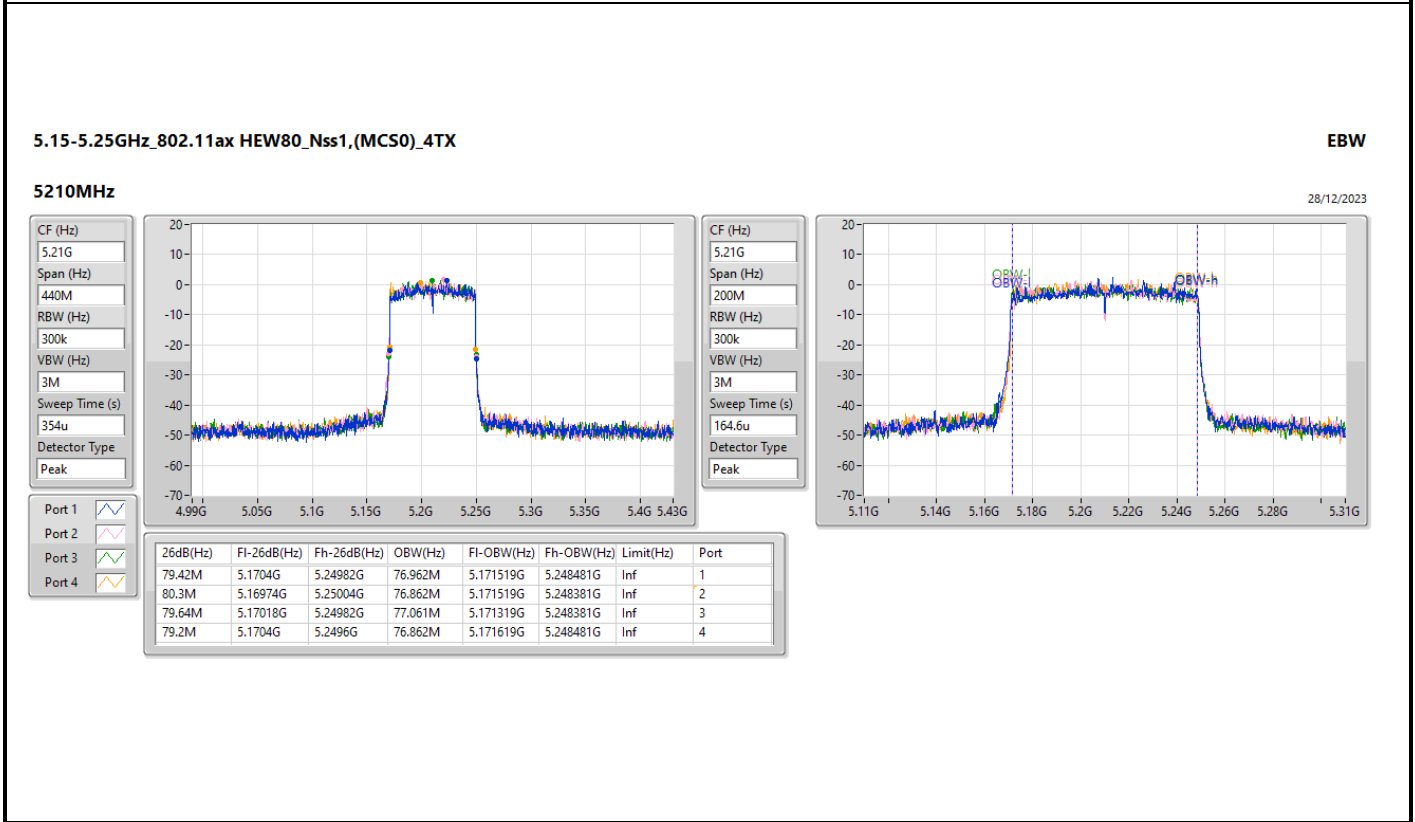 5.15-5.25GHz_802.11ax HEW80_Nss1,(MCS0)_4TX EBW
5210MHz 28/12/2023
CF (Hz)
5.21G
Span (Hz)
440M
RBW (Hz)
300k
VBW (Hz)
3M
Sweep Time (s)
354u
Detector Type
Peak
20
10
0
-10
-20
-30
-40
-50
-60
-70
4.99G 5.05G 5.1G 5.15G 5.2G 5.25G 5.3G 5.35G 5.4G 5.43G
CF (Hz)
5.21G
Span (Hz)
200M
RBW (Hz)
300k
VBW (Hz)
3M
Sweep Time (s)
164.6u
Detector Type
Peak
20
10
0
-10
-20
-30
-40
-50
-60
-70
OBW-l
OBW-l
OBW-h
5.11G 5.14G 5.16G 5.18G 5.2G 5.22G 5.24G 5.26G 5.28G 5.31G
Port 1
Port 2
Port 3
Port 4
26dB(Hz) Fl-26dB(Hz) Fh-26dB(Hz) OBW(Hz) Fl-OBW(Hz) Fh-OBW(Hz) Limit(Hz) Port
79.42M 5.1704G 5.24982G 76.962M 5.171519G 5.248481G Inf 1
80.3M 5.16974G 5.25004G 76.862M 5.171519G 5.248381G Inf 2
79.64M 5.17018G 5.24982G 77.061M 5.171319G 5.248381G Inf 3
79.2M 5.1704G 5.2496G 76.862M 5.171619G 5.248481G Inf 4